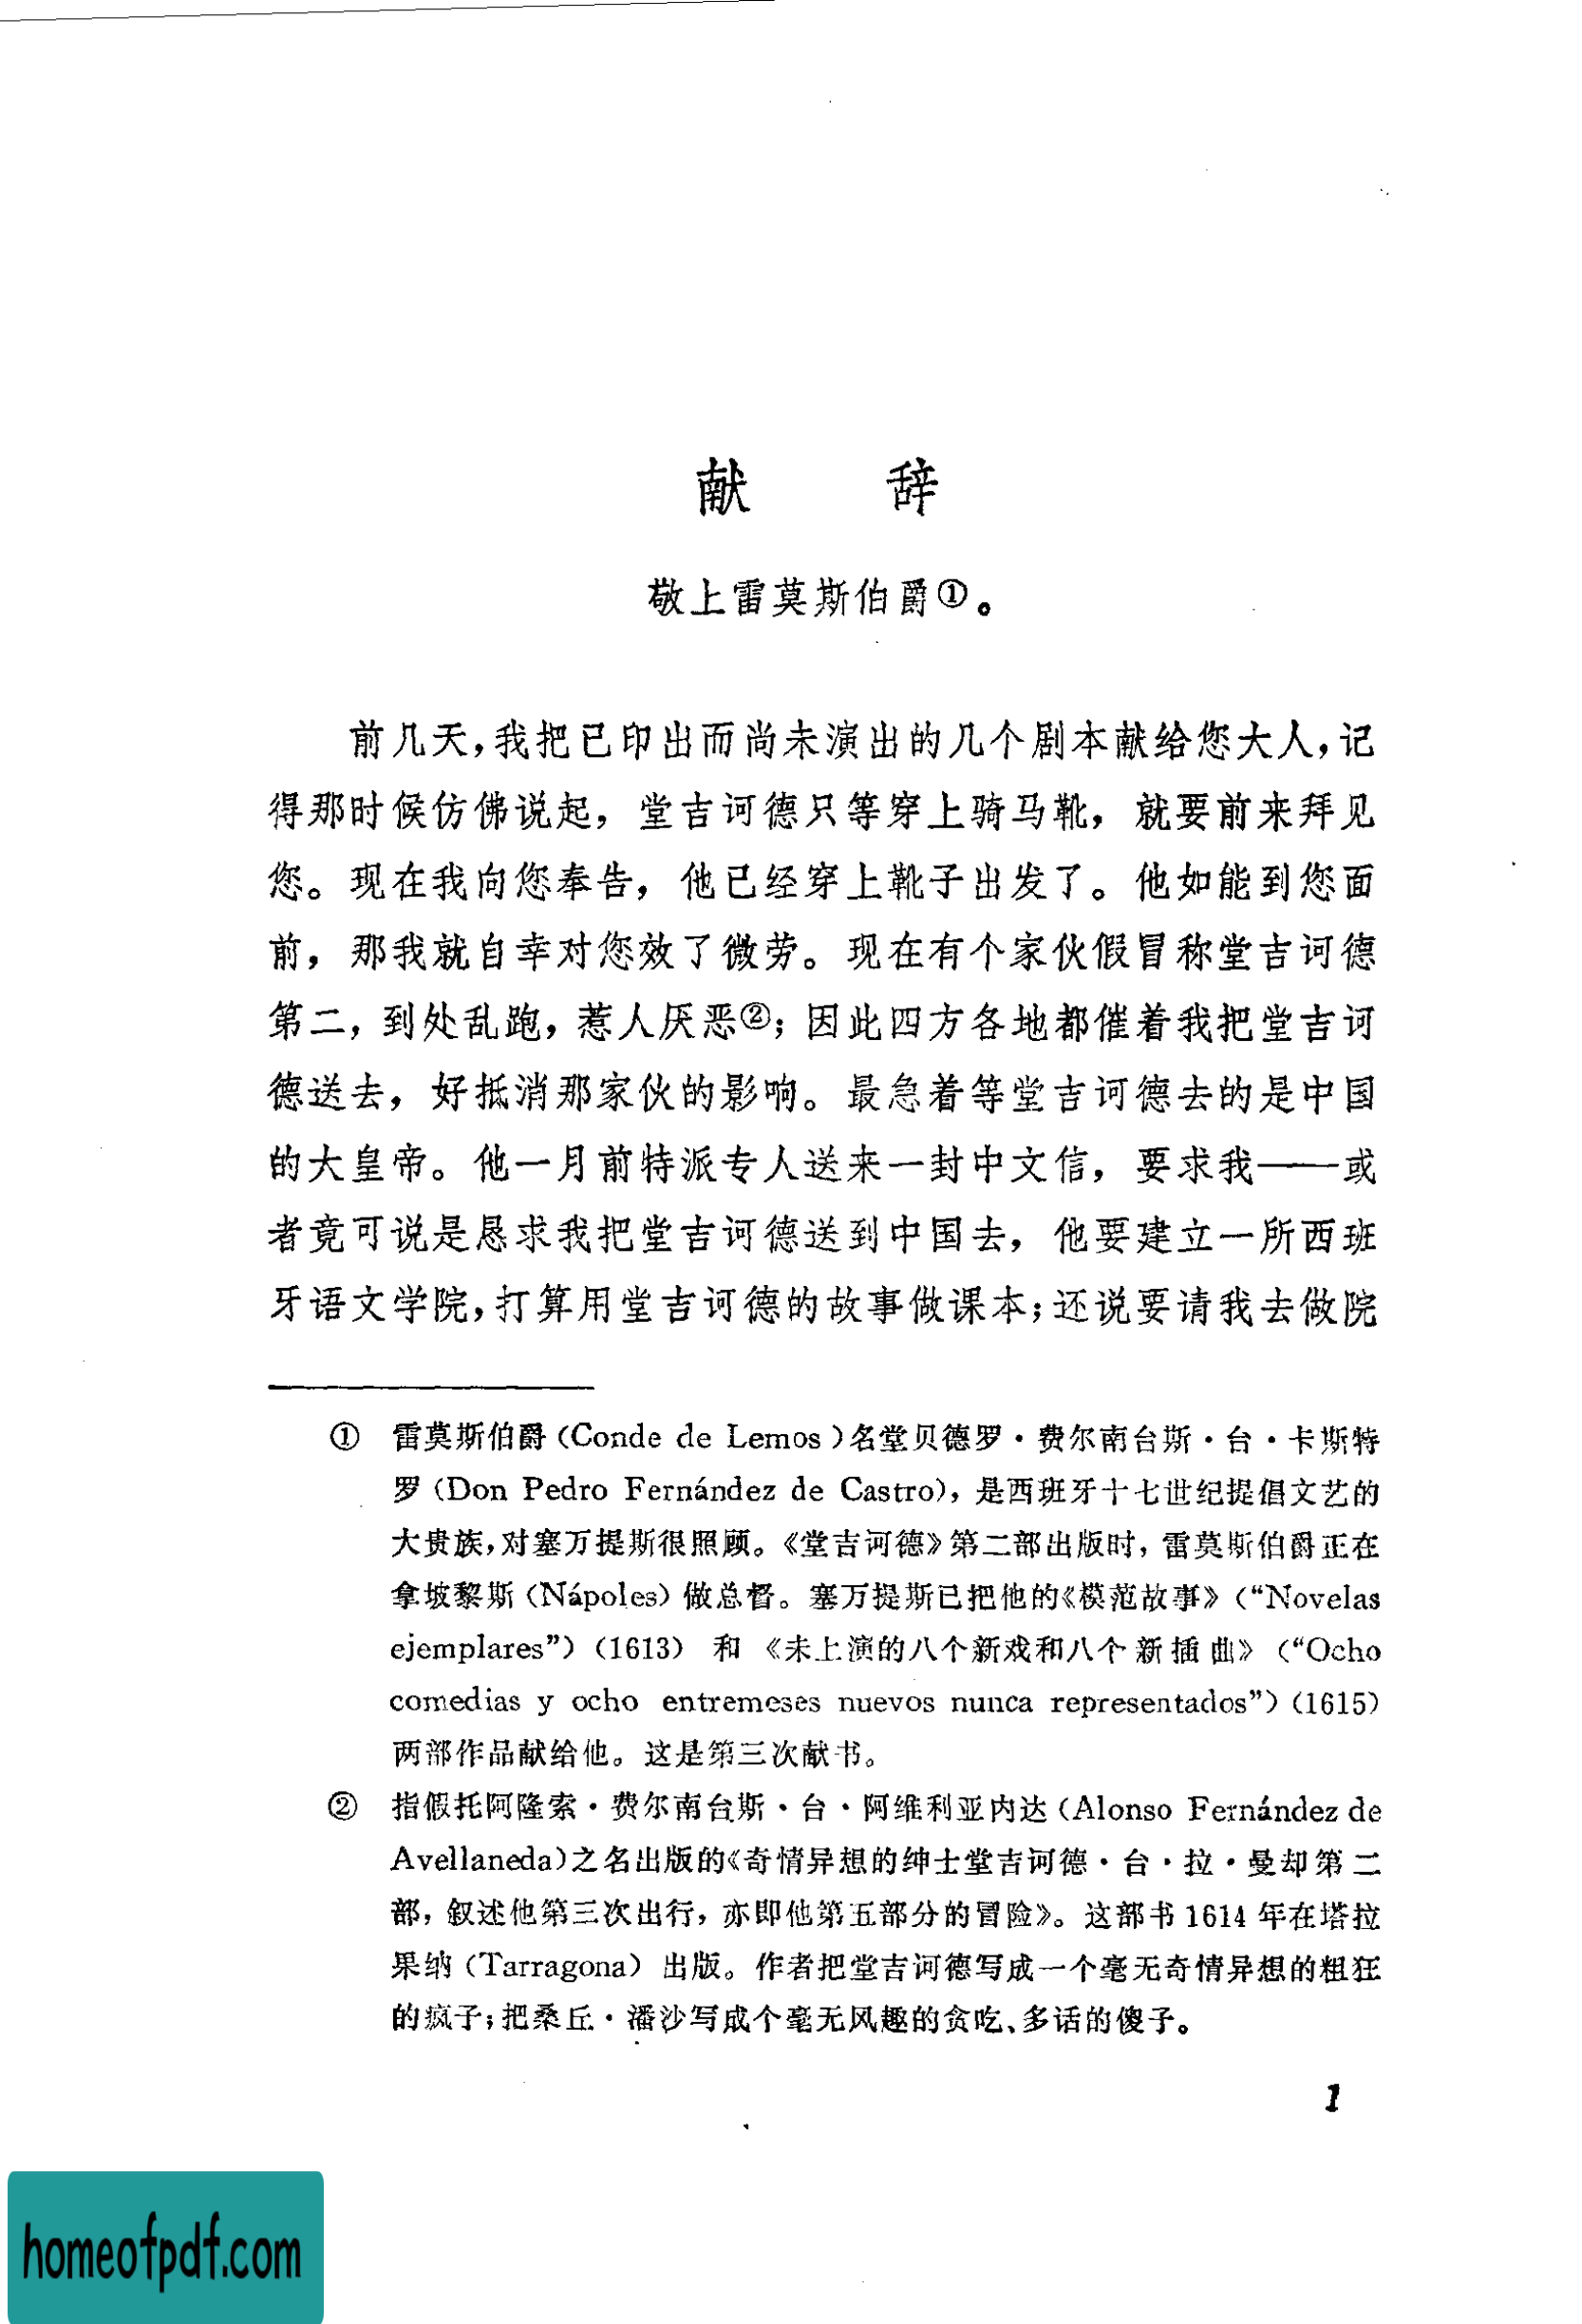 献 辞
敬上雷莫斯伯爵①。
前几天，我把已印出而尚未演出的几个剧本献给您大人，记
得那时候仿佛说起，堂吉诃德只等穿上骑马靴，就要前来拜见
您。现在我向您奉告，他已经穿上靴子出发了。他如能到您面
前，那我就自幸对您效了微劳。现在有个家伙假冒称堂吉诃德
第二，到处乱跑，惹人厌恶②；因此四方各地都催着我把堂吉诃
德送去，好抵消那家伙的影响。最急着等堂吉诃德去的是中国
的大皇帝。他一月前特派专人送来一封中文信，要求我——或
者竟可说是恳求我把堂吉诃德送到中国去，他要建立一所西班
牙语文学院，打算用堂吉诃德的故事做课本；还说要请我去做院
① 雷莫斯伯爵（Conde de Lemos）名堂贝德罗·费尔南台斯·台·卡斯特
罗（Don Pedro Fernández de Castro），是西班牙十七世纪提倡文艺的
大贵族，对塞万提斯很照顾。《堂吉诃德》第二部出版时，雷莫斯伯爵正在
拿坡黎斯（Nápoles）做总督。塞万提斯已把他的《模范故事》（“Novelas
ejemplares”）（1613） 和 《未上演的八个新戏和八个新插曲》（“Ocho
comedias y ocho entremeses nuevos nunca representados”）（1615）
两部作品献给他。这是第三次献书。
② 指假托阿隆索·费尔南台斯·台·阿维利亚内达（Alonso Fernández de
Avellaneda）之名出版的《奇情异想的绅士堂吉诃德·台·拉·曼却第二
部，叙述他第三次出行，亦即他第五部分的冒险》。这部书 1614 年在塔拉
果纳（Tarragona）出版。作者把堂吉诃德写成一个毫无奇情异想的粗狂
的疯子；把桑丘·潘沙写成个毫无风趣的贪吃、多话的傻子。
1
homeofpdf.com